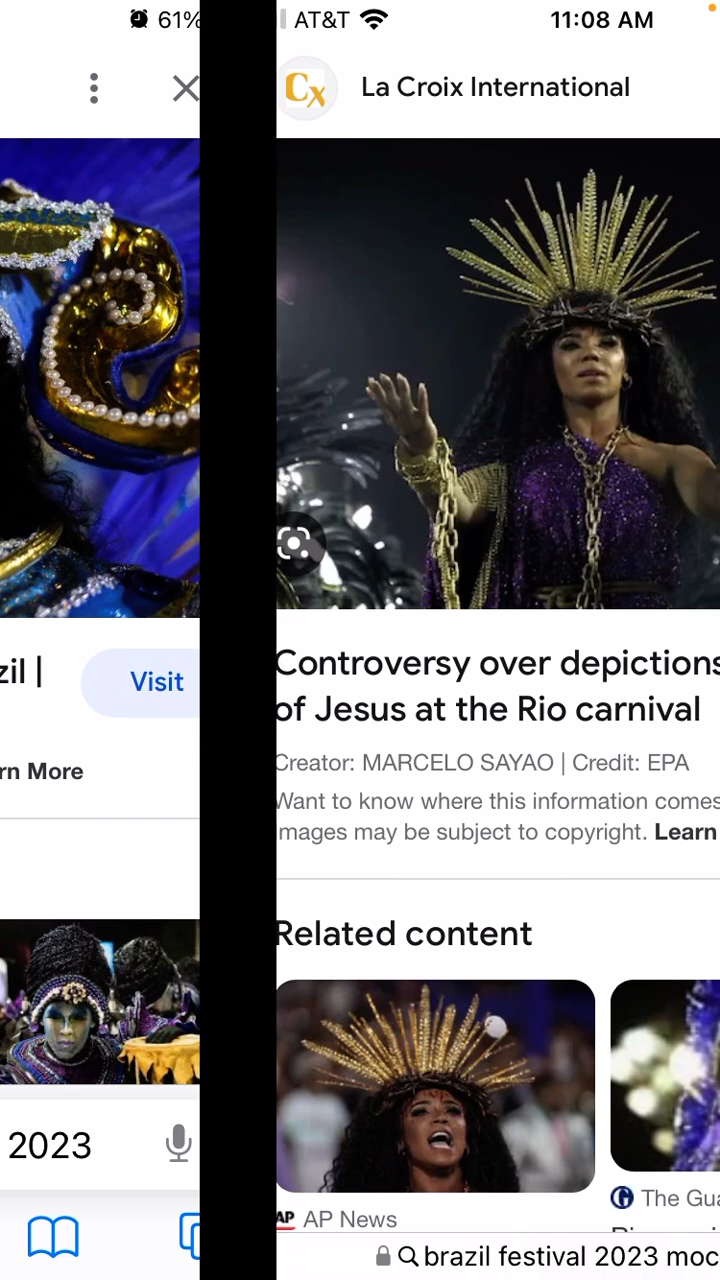 61%
zil |
Visit
rn More
2023
AT&T
11:08 AM
Cx
La Croix International
Controversy over depictions
of Jesus at the Rio carnival
Creator: MARCELO SAYAO | Credit: EPA
Want to know where this information comes
mages may be subject to copyright. Learn
Related content
AP AP News
The Gua
brazil festival 2023 moc